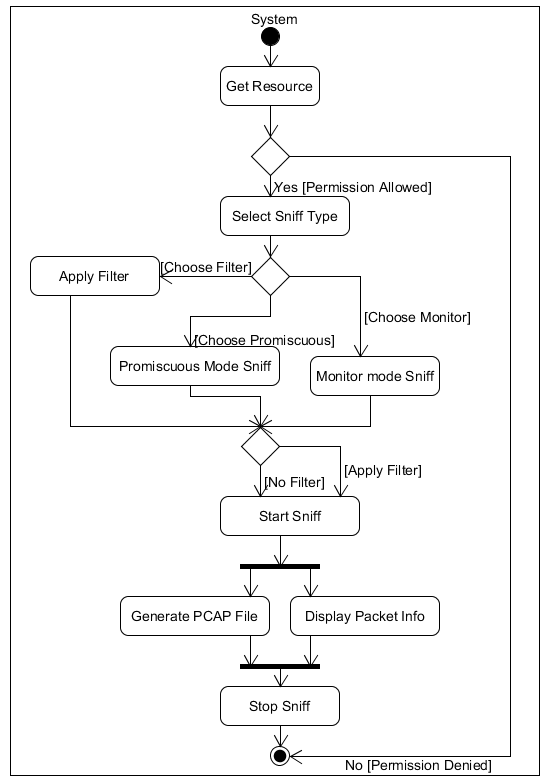 System
Get Resource
Yes [Permission Allowed]
Select Sniff Type
[Choose Filter]
Apply Filter
[Choose Monitor]
[Choose Promiscuous]
Promiscuous Mode Sniff
Monitor mode Sniff
[Apply Filter]
[No Filter]
Start Sniff
Generate PCAP File
Display Packet Info
Stop Sniff
No [Permission Denied]